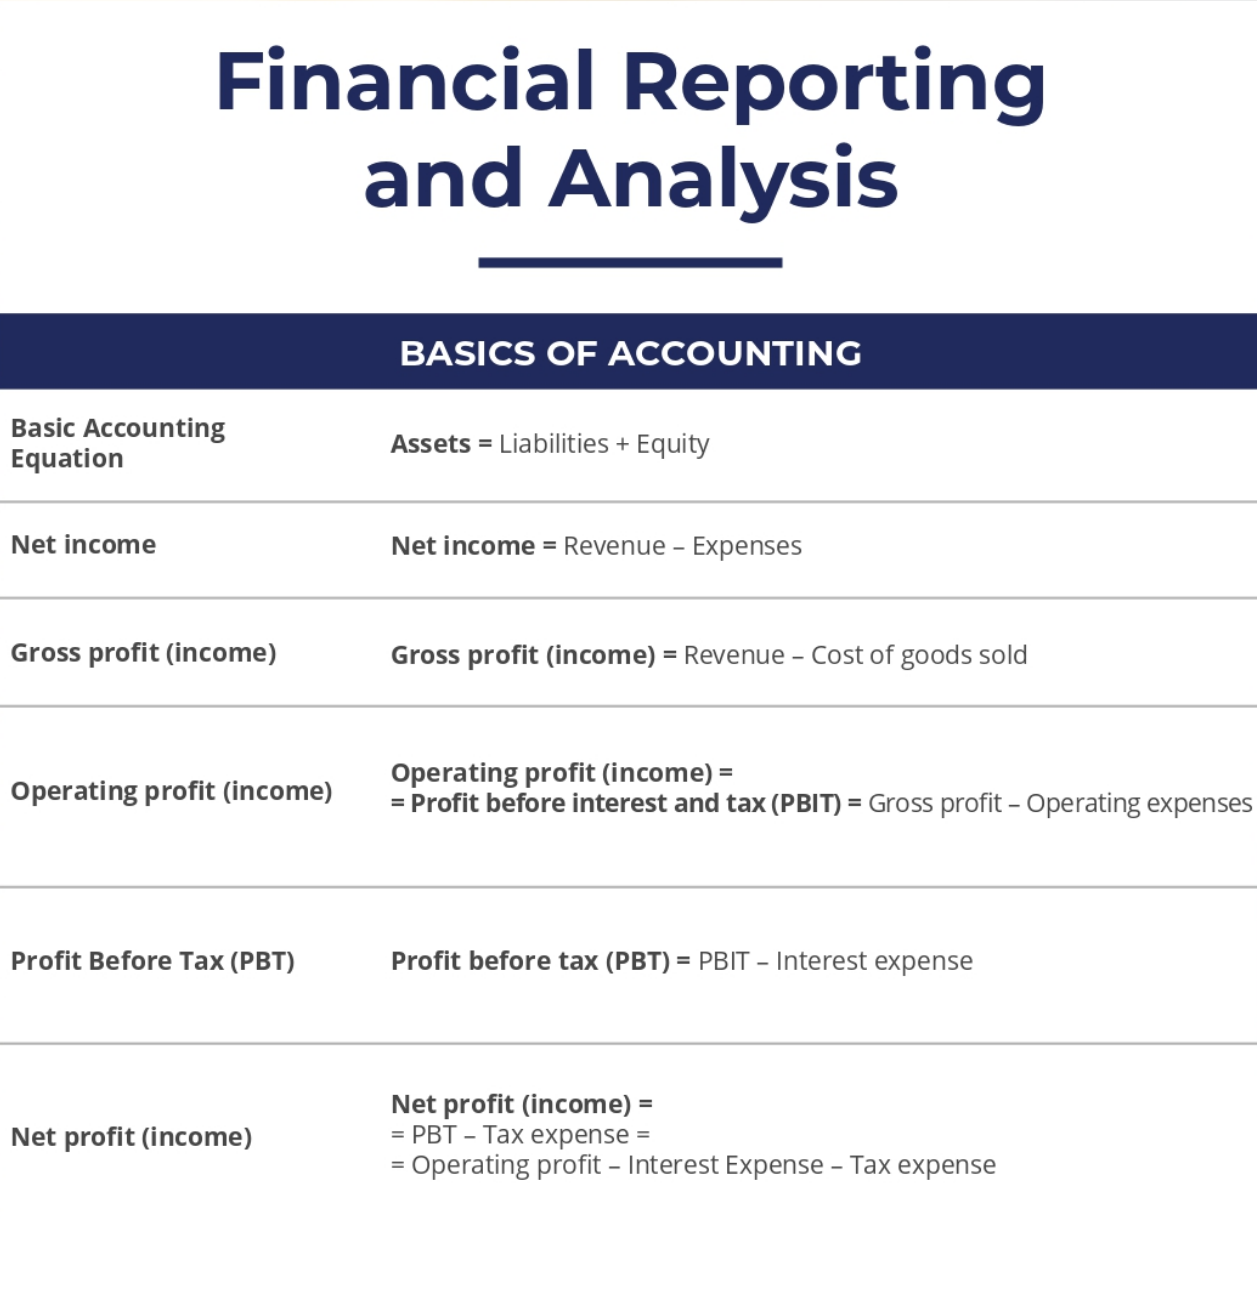 Financial Reporting
and Analysis
BASICS OF ACCOUNTING
Basic Accounting
Equation
Assets = Liabilities + Equity
Net income
Net income = Revenue – Expenses
Gross profit (income)
Gross profit (income) = Revenue – Cost of goods sold
Operating profit (income)
Operating profit (income) =
= Profit before interest and tax (PBIT) = Gross profit – Operating expenses
Profit Before Tax (PBT)
Profit before tax (PBT) = PBIT – Interest expense
Net profit (income)
Net profit (income) =
= PBT – Tax expense =
= Operating profit – Interest Expense – Tax expense